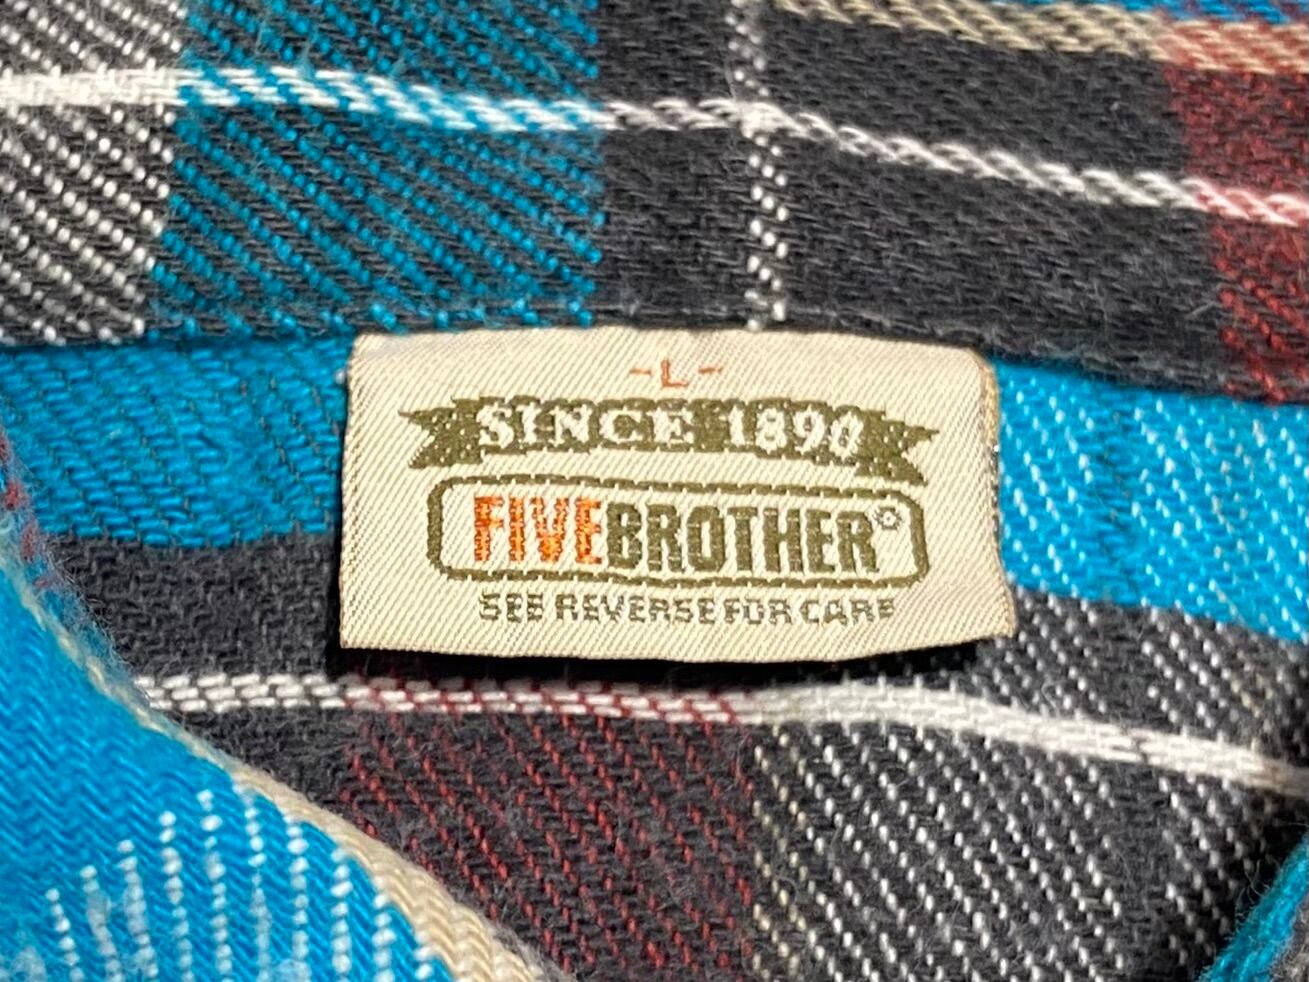 -L-
SINCE 1890
FIVEBROTHER®
SEE REVERSE FOR CARE